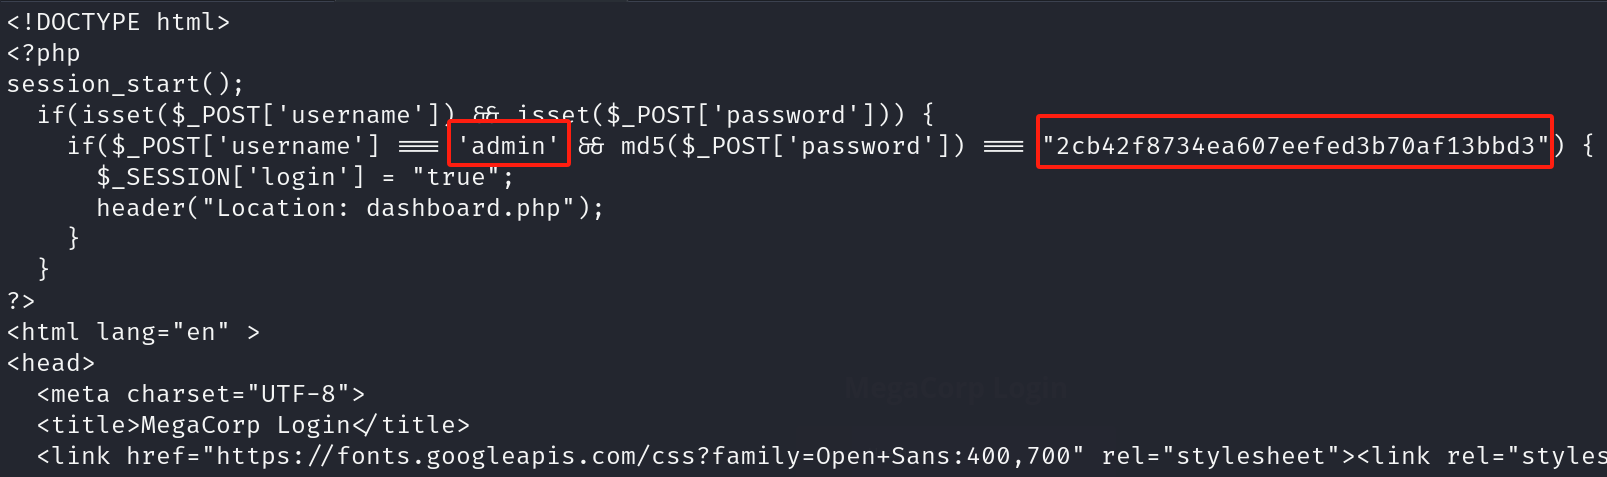 <!DOCTYPE html>
<?php
session_start();
  if(isset($_POST['username']) && isset($_POST['password'])) {
    if($_POST['username'] === 'admin' && md5($_POST['password']) === "2cb42f8734ea607eefed3b70af13bbd3") {
      $_SESSION['login'] = "true";
      header("Location: dashboard.php");
    }
  }
?>
<html lang="en" >
<head>
  <meta charset="UTF-8">
  <title>MegaCorp Login</title>
  <link href="https://fonts.googleapis.com/css?family=Open+Sans:400,700" rel="stylesheet"><link rel="styles
MegaCorp Login